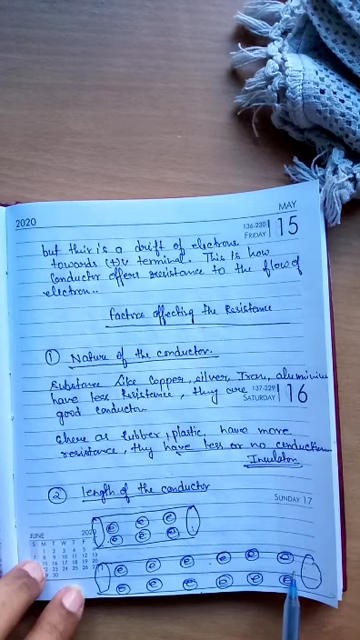 2020
MAY
136-230
FRIDAY
15
but their is a drift of electrons
towards (+)v terminal. This is how
Conductor offers resistance to the flow of
electron..
factors affecting the Resistance
① Nature of the conductor.
Substance like Copper, silver, Iron, aluminium
have less Resistance, they are
good conductor
137-229
SATURDAY
16
where as rubber, plastic have more
resistance, they have less or no conduction
Insulator
② length of the conductor
SUNDAY 17
JUNE
2020
e e e
e e e
e e e e e e
e e e e e e